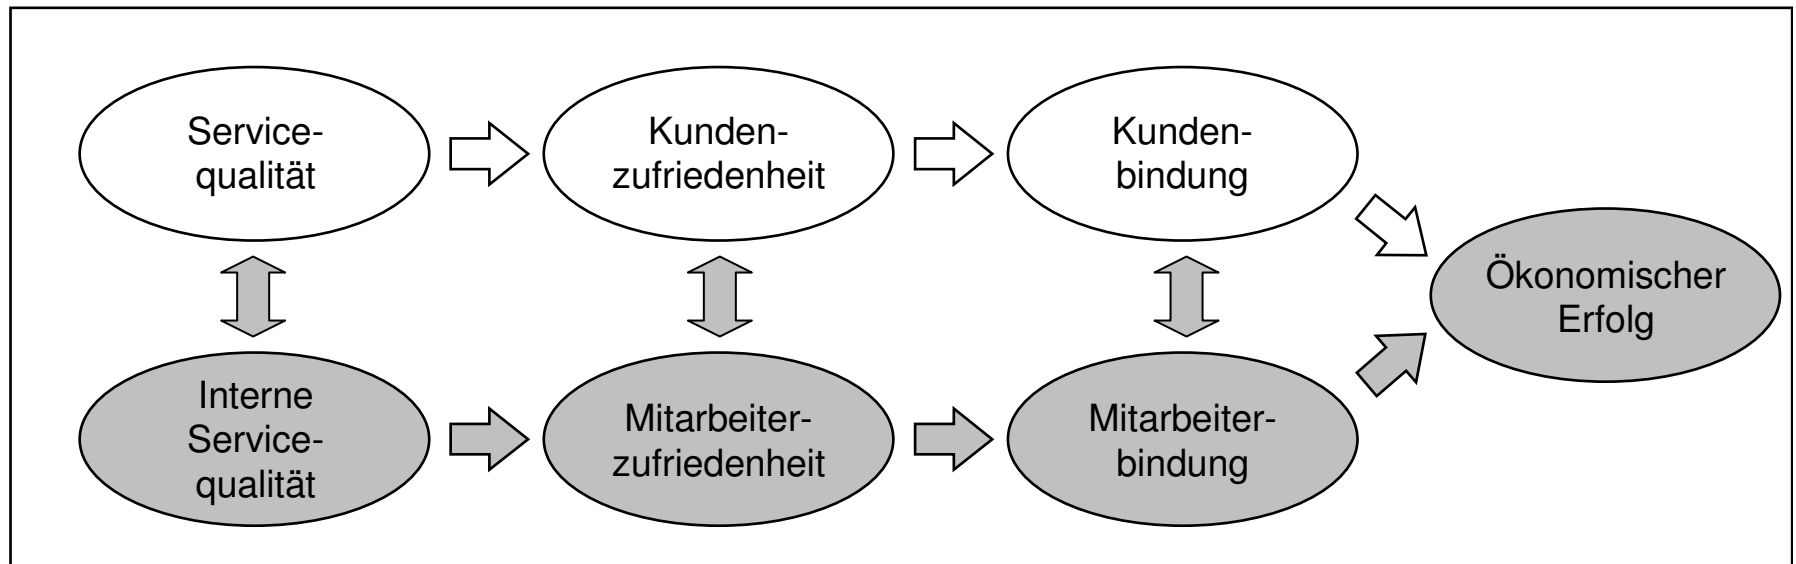 Service-
qualität
Kunden-
zufriedenheit
Kunden-
bindung
Ökonomischer
Erfolg
Interne
Service-
qualität
Mitarbeiter-
zufriedenheit
Mitarbeiter-
bindung